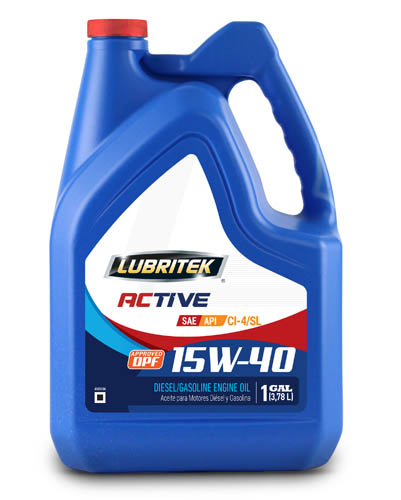 LUBRITEK
ACTIVE
SAE API CI-4/SL
APPROVED DPF 15W-40
DIESEL/GASOLINE ENGINE OIL
Aceite para Motores Diésel y Gasolina
1 GAL (3,78 L)